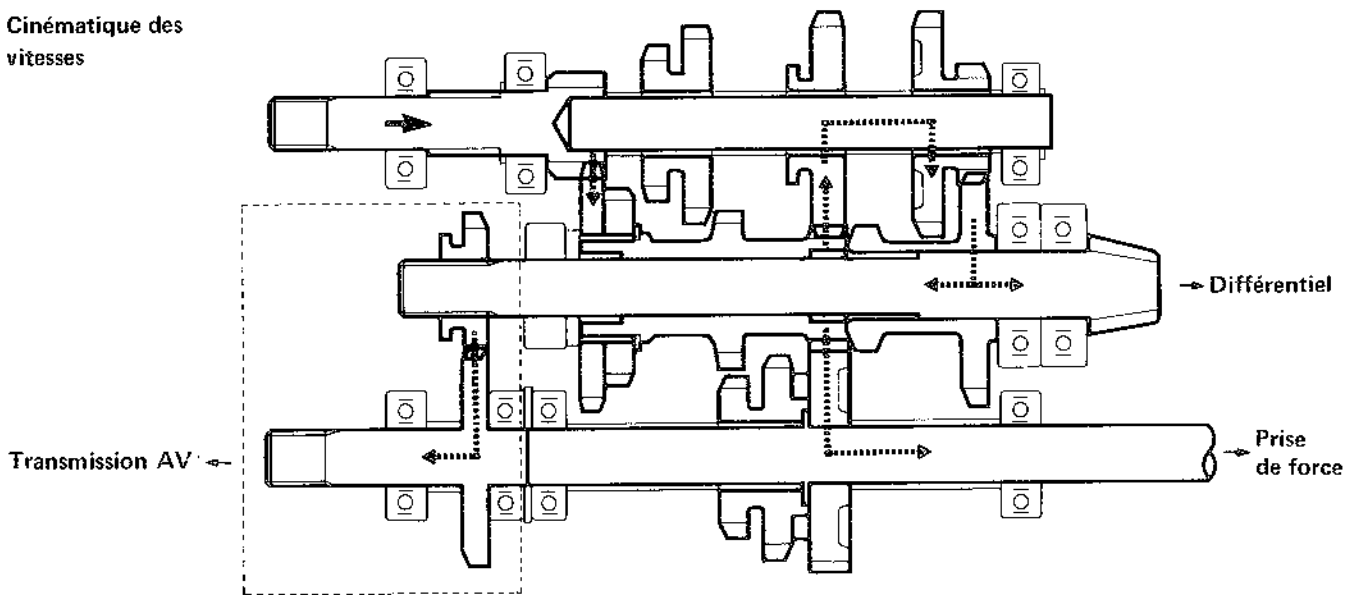 Cinématique des
vitesses
Différentiel
Transmission AV
Prise
de force